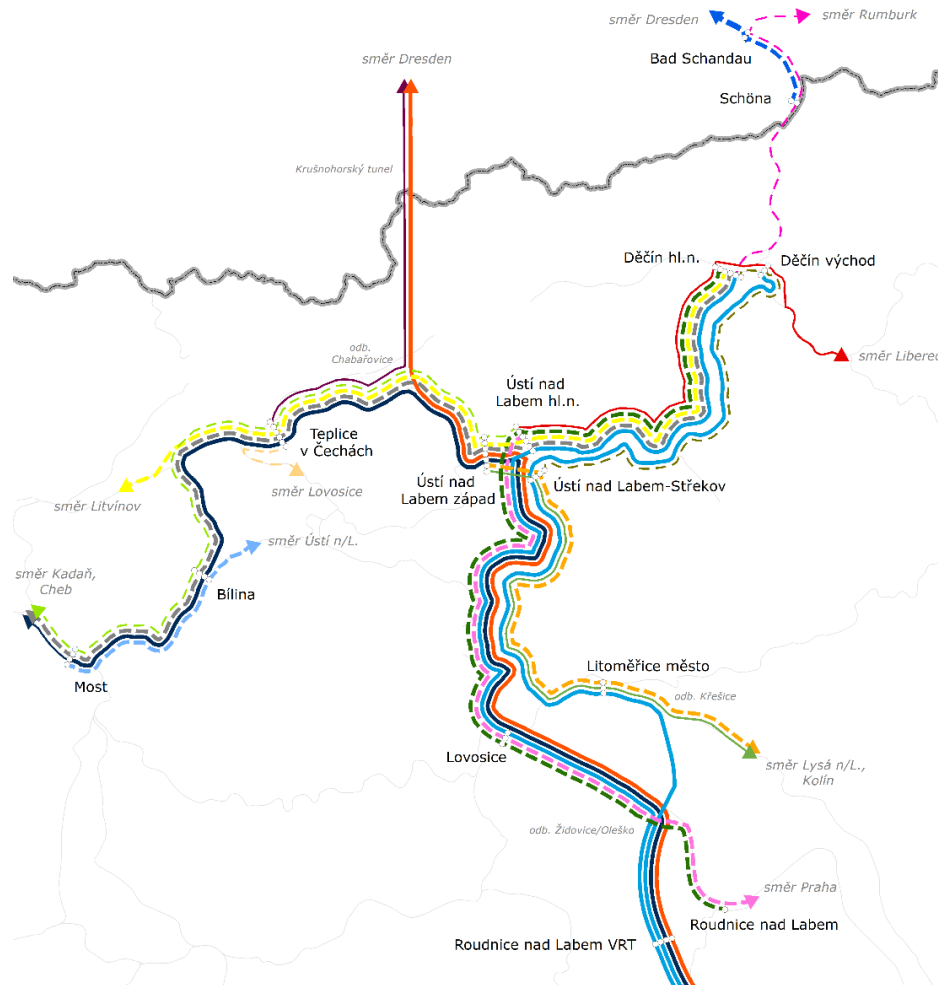 směr Dresden
směr Rumburk
Bad Schandau
Schöna
směr Dresden
Krušnohorský tunel
Děčín hl.n.
Děčín východ
odb.
Chabařovice
směr Liberec
Ústí nad
Labem hl.n.
Teplice
v Čechách
Ústí nad
Labem západ
Ústí nad Labem-Střekov
směr Lovosice
směr Litvínov
směr Ústí n/L.
směr Kadaň,
Cheb
Bílina
Most
Litoměřice město
odb. Křešice
Lovosice
směr Lysá n/L.,
Kolín
odb. Židovice/Oleško
směr Praha
Roudnice nad Labem
Roudnice nad Labem VRT